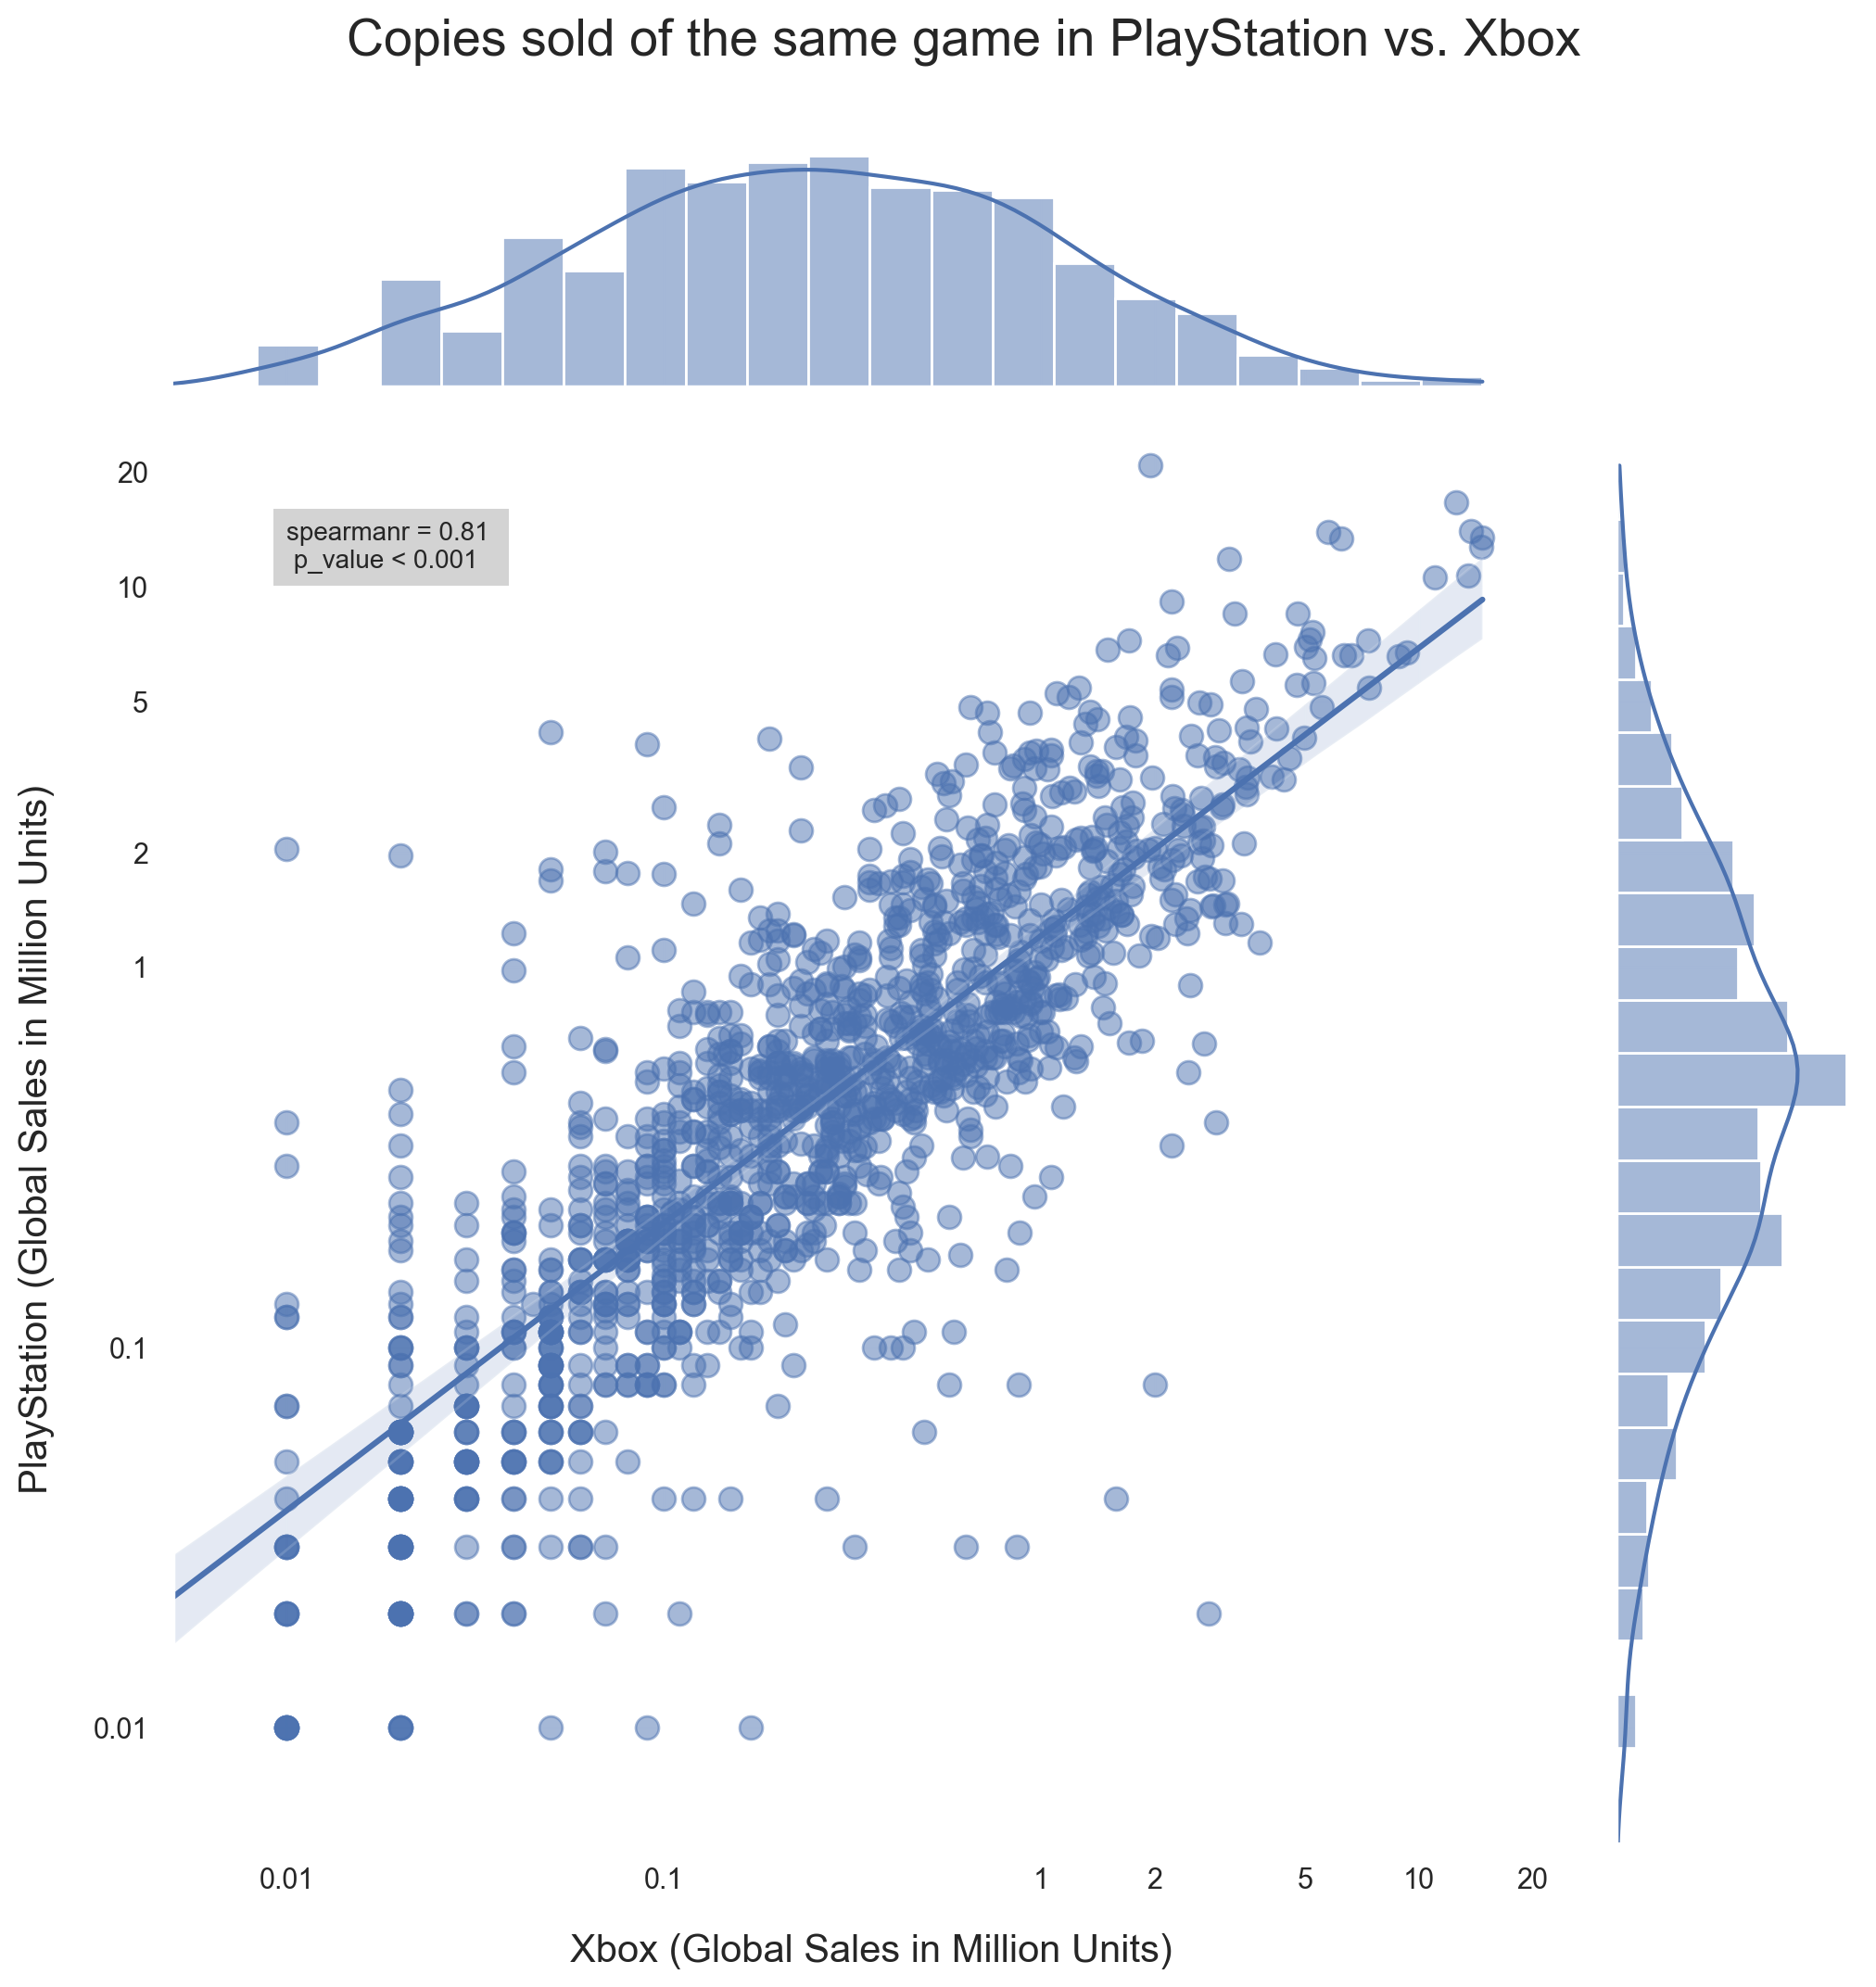 Copies sold of the same game in PlayStation vs. Xbox
spearmanr = 0.81
p_value < 0.001
PlayStation (Global Sales in Million Units)
20
10
5
2
1
0.1
0.01
0.01
0.1
1
2
5
10
20
Xbox (Global Sales in Million Units)